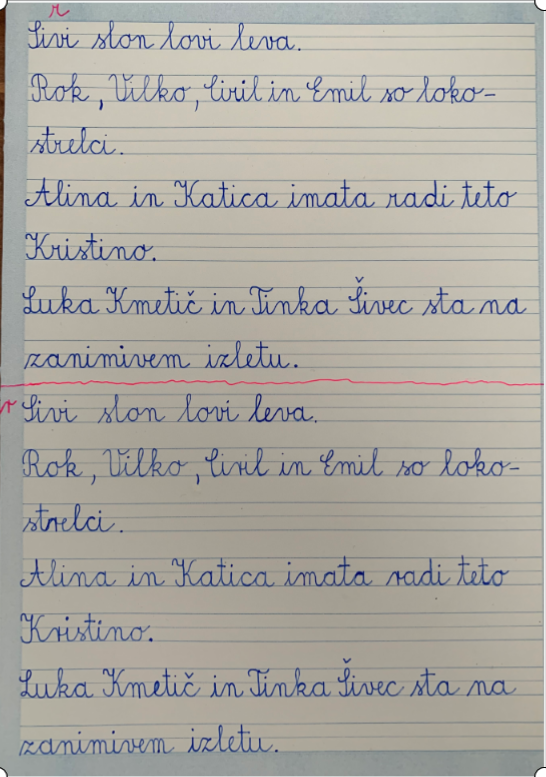 r
Sivi slon lovi leva.
Rok, Vilko, Ciril in Emil so loko-
strelci.
Alina in Katica imata radi teto
Kristino.
Luka Kmetič in Tinka Šivec sta na
zanimivem izletu.
r Sivi slon lovi leva.
Rok, Vilko, Ciril in Emil so loko-
strelci.
Alina in Katica imata radi teto
Kristino.
Luka Kmetič in Tinka Šivec sta na
zanimivem izletu.